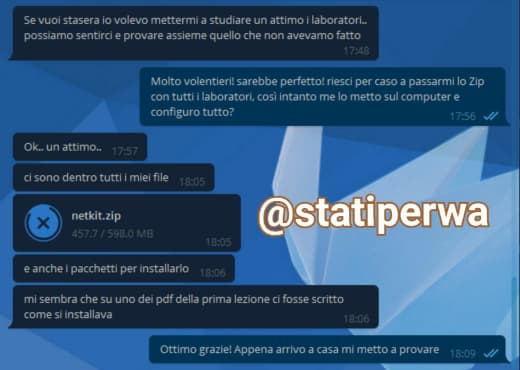 Se vuoi stasera io volevo mettermi a studiare un attimo i laboratori..
possiamo sentirci e provare assieme quello che non avevamo fatto
17:48
Molto volentieri! sarebbe perfetto! riesci per caso a passarmi lo Zip
con tutti i laboratori, così intanto me lo metto sul computer e
configuro tutto?
17:56
Ok.. un attimo.. 17:57
ci sono dentro tutti i miei file 18:05
netkit.zip
457.7 / 598.0 MB
18:05
@statiperwa
e anche i pacchetti per installarlo 18:06
mi sembra che su uno dei pdf della prima lezione ci fosse scritto
come si installava
18:06
Ottimo grazie! Appena arrivo a casa mi metto a provare 18:09